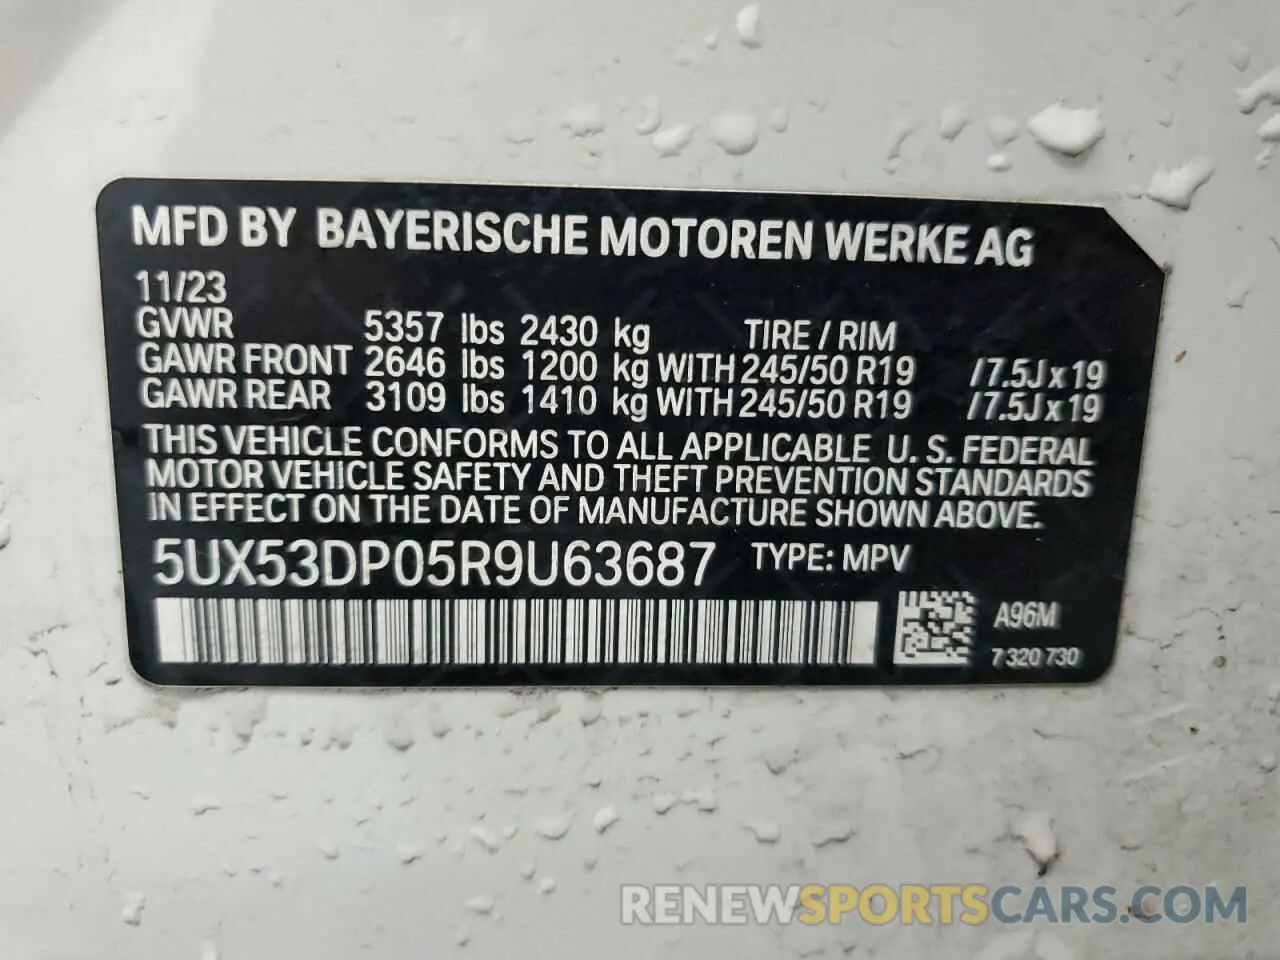 MFD BY BAYERISCHE MOTOREN WERKE AG
11/23
GVWR 5357 lbs 2430 kg TIRE / RIM
GAWR FRONT 2646 lbs 1200 kg WITH 245/50 R19 /7.5J x 19
GAWR REAR 3109 lbs 1410 kg WITH 245/50 R19 /7.5J x 19
THIS VEHICLE CONFORMS TO ALL APPLICABLE U. S. FEDERAL
MOTOR VEHICLE SAFETY AND THEFT PREVENTION STANDARDS
IN EFFECT ON THE DATE OF MANUFACTURE SHOWN ABOVE.
5UX53DP05R9U63687 TYPE: MPV
A96M
7 320 730
RENEWSPORTSCARS.COM